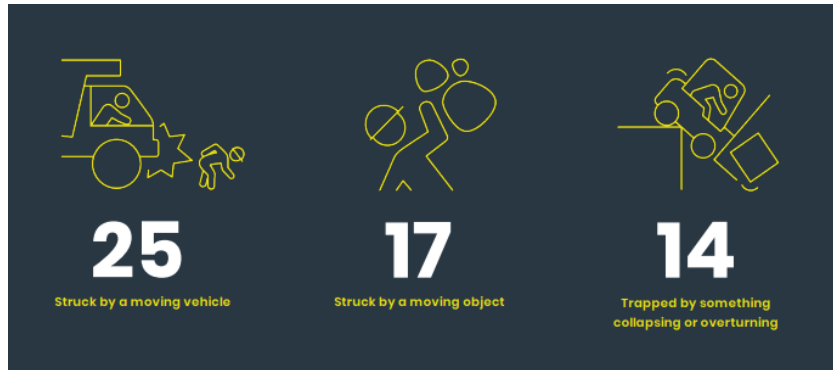 25
Struck by a moving vehicle
17
Struck by a moving object
14
Trapped by something
collapsing or overturning